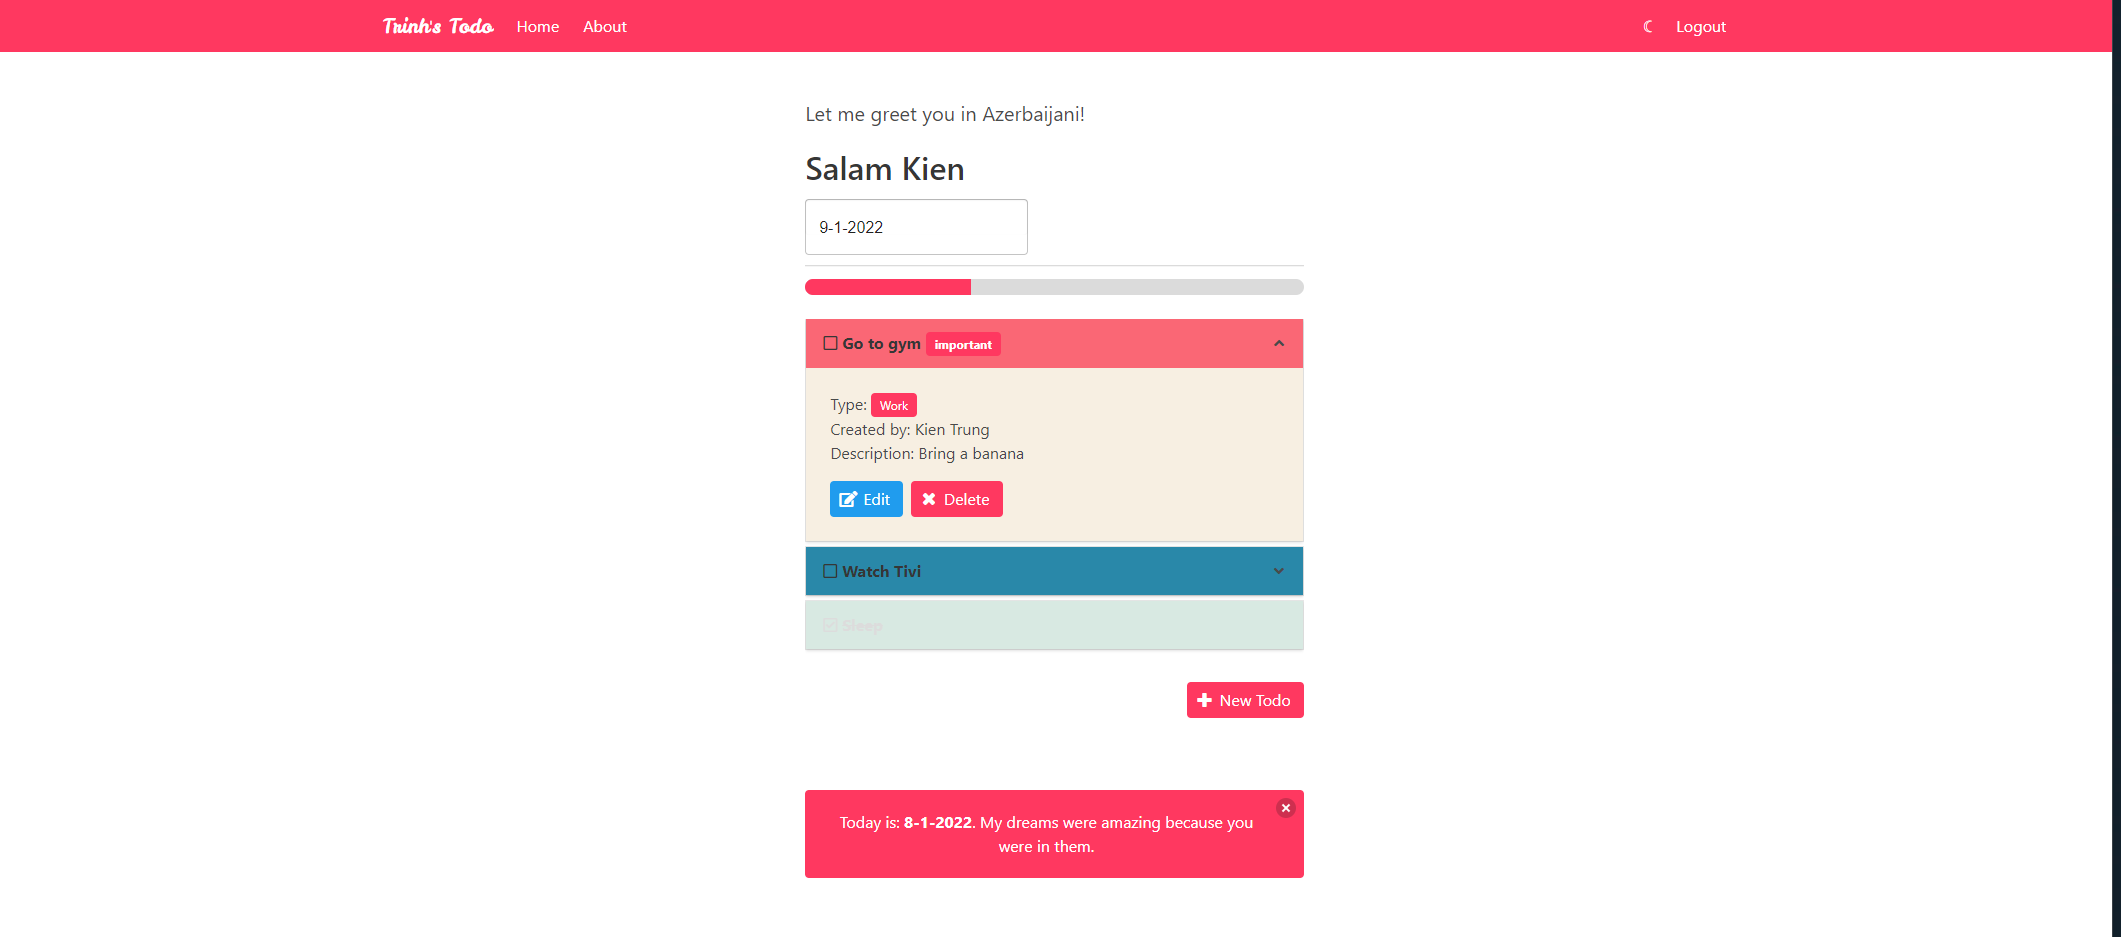 Trinh's Todo Home About Logout
Let me greet you in Azerbaijani!
Salam Kien
9-1-2022
Go to gym important
Type: Work
Created by: Kien Trung
Description: Bring a banana
Edit Delete
Watch Tivi
Sleep
New Todo
Today is: 8-1-2022. My dreams were amazing because you
were in them.